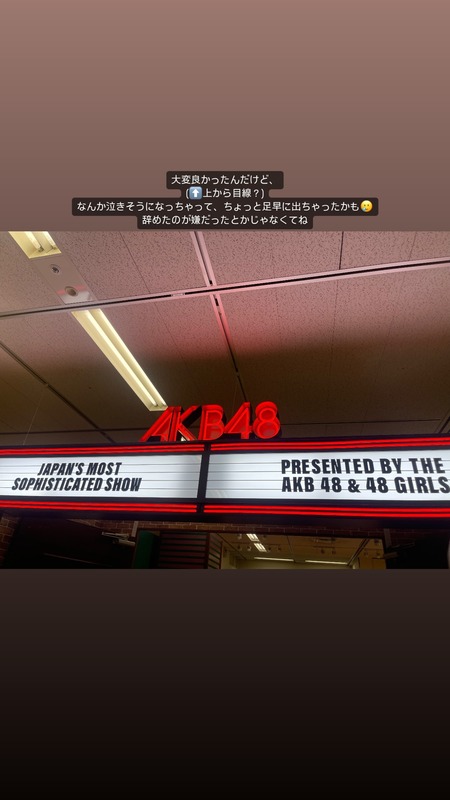 大変良かったんだけど、
(⬆️上から目線？)
なんか泣きそうになっちゃって、ちょっと足早に出ちゃったかも🥲
辞めたのが嫌だったとかじゃなくてね
AKB48
JAPAN'S MOST
SOPHISTICATED SHOW
PRESENTED BY THE
AKB 48 & 48 GIRLS